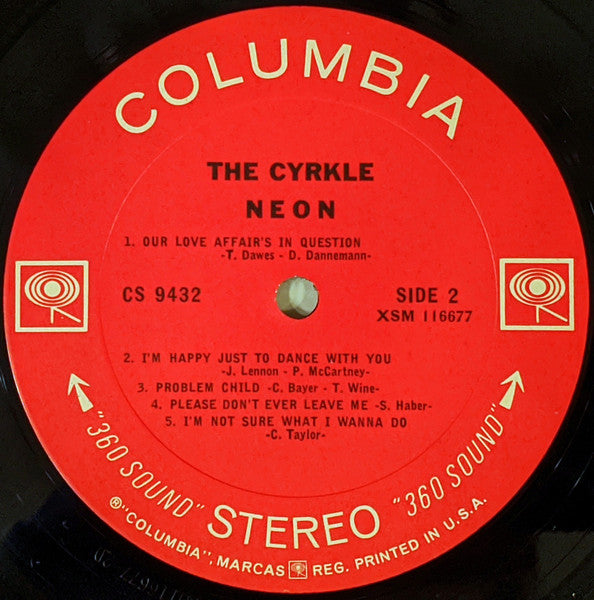 COLUMBIA
THE CYRKLE
NEON
1. OUR LOVE AFFAIR'S IN QUESTION
-T. Dawes - D. Dannemann-
CS 9432
SIDE 2
XSM 116677
2. I'M HAPPY JUST TO DANCE WITH YOU
-J. Lennon - P. McCartney-
3. PROBLEM CHILD -C. Bayer - T. Wine-
4. PLEASE DON'T EVER LEAVE ME -S. Haber-
5. I'M NOT SURE WHAT I WANNA DO
-C. Taylor-
"360 SOUND" STEREO "360 SOUND"
®"COLUMBIA", MARCAS REG. PRINTED IN U.S.A.